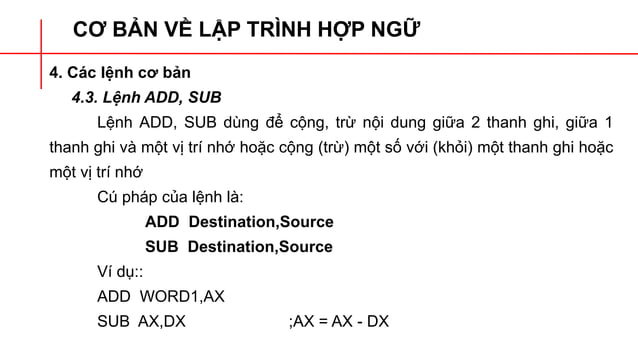 CƠ BẢN VỀ LẬP TRÌNH HỢP NGỮ
4. Các lệnh cơ bản
4.3. Lệnh ADD, SUB
Lệnh ADD, SUB dùng để cộng, trừ nội dung giữa 2 thanh ghi, giữa 1
thanh ghi và một vị trí nhớ hoặc cộng (trừ) một số với (khỏi) một thanh ghi hoặc
một vị trí nhớ
Cú pháp của lệnh là:
ADD Destination,Source
SUB Destination,Source
Ví dụ::
ADD WORD1,AX
SUB AX,DX ;AX = AX - DX